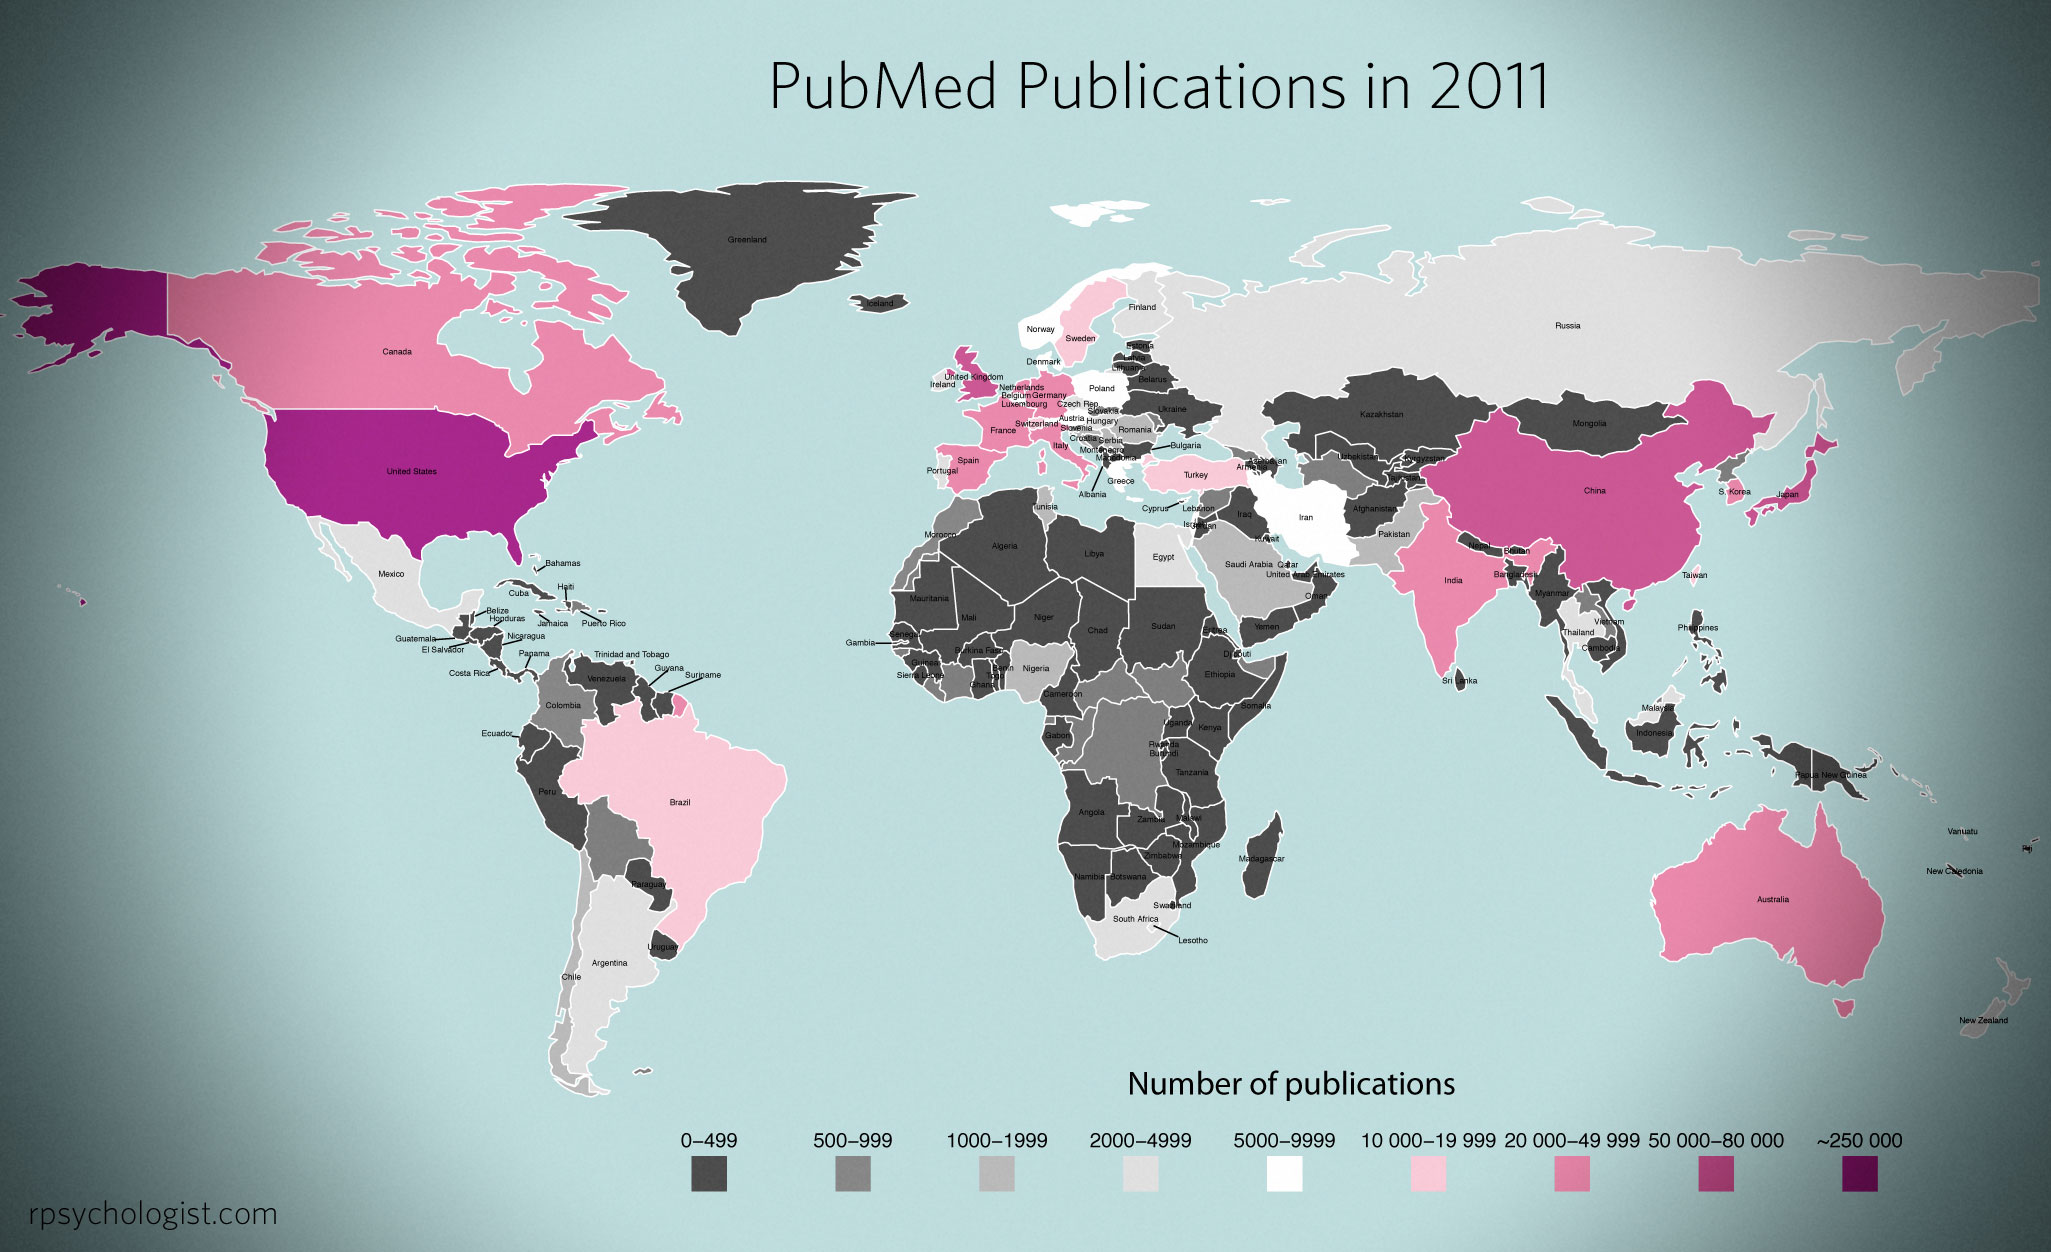 PubMed Publications in 2011
Greenland
Iceland
Norway
Finland
Sweden
Russia
Canada
Estonia
Latvia
Denmark
Lithuania
United Kingdom
Ireland
Netherlands
Belarus
Poland
Belgium Germany
Luxembourg
Czech Rep.
Slovakia
Ukraine
Kazakhstan
Mongolia
France
Switzerland
Austria
Hungary
Slovenia
Romania
Croatia
Serbia
Italy
Montenegro
Bulgaria
Macedonia
Spain
Portugal
Greece
Albania
Turkey
Armenia
Azerbaijan
Uzbekistan
Kyrgyzstan
Tajikistan
United States
China
S. Korea
Japan
Tunisia
Cyprus
Lebanon
Israel
Jordan
Iraq
Iran
Afghanistan
Morocco
Algeria
Libya
Egypt
Kuwait
Pakistan
Nepal
Bhutan
Saudi Arabia
Qatar
United Arab Emirates
Bangladesh
India
Taiwan
Mexico
Bahamas
Cuba
Haiti
Oman
Myanmar
Belize
Honduras
Jamaica
Puerto Rico
Mauritania
Mali
Niger
Chad
Sudan
Eritrea
Yemen
Thailand
Vietnam
Philippines
Guatemala
Nicaragua
El Salvador
Gambia
Senegal
Panama
Trinidad and Tobago
Burkina Faso
Djibouti
Cambodia
Costa Rica
Venezuela
Guyana
Suriname
Guinea
Sierra Leone
Benin
Togo
Ghana
Nigeria
Cameroon
Ethiopia
Sri Lanka
Colombia
Somalia
Malaysia
Ecuador
Gabon
Uganda
Kenya
Indonesia
Rwanda
Burundi
Tanzania
Papua New Guinea
Peru
Brazil
Angola
Zambia
Malawi
Mozambique
Vanuatu
Fiji
Zimbabwe
Madagascar
New Caledonia
Paraguay
Namibia
Botswana
Swaziland
Australia
South Africa
Lesotho
Uruguay
Argentina
Chile
New Zealand
Number of publications
0–499 500–999 1000–1999 2000–4999 5000–9999 10 000–19 999 20 000–49 999 50 000–80 000 ~250 000
rpsychologist.com